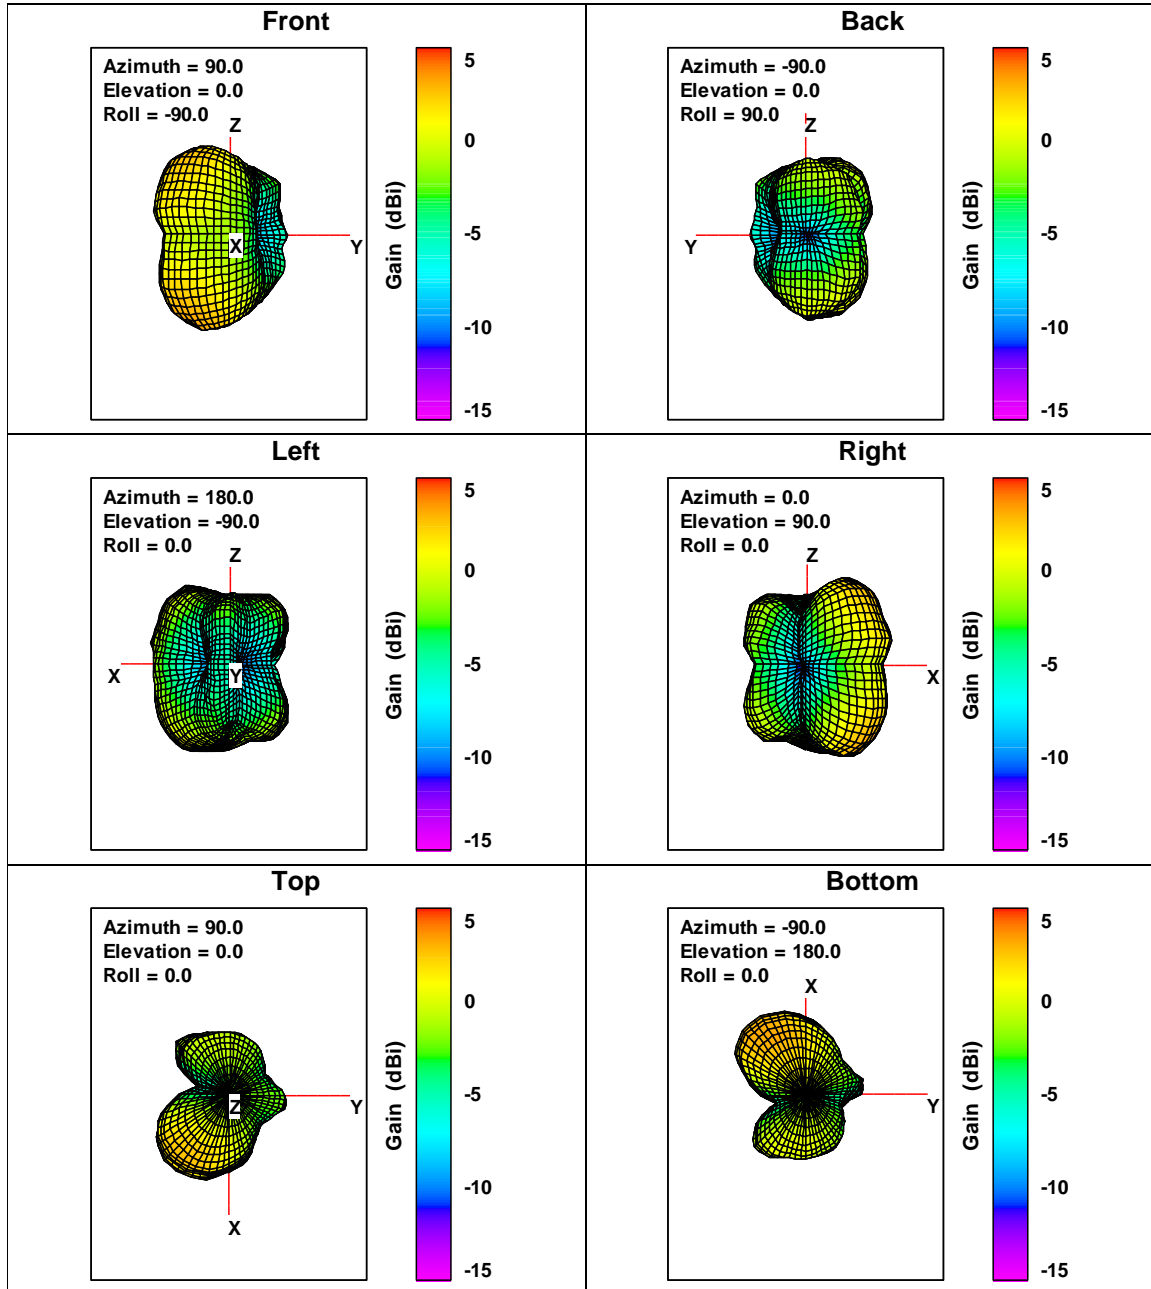 Front
Azimuth = 90.0
Elevation = 0.0
Roll = -90.0
Z
X
Y
5
0
-5
-10
-15
Gain (dBi)
Back
Azimuth = -90.0
Elevation = 0.0
Roll = 90.0
Z
Y
5
0
-5
-10
-15
Gain (dBi)
Left
Azimuth = 180.0
Elevation = -90.0
Roll = 0.0
Z
X
Y
5
0
-5
-10
-15
Gain (dBi)
Right
Azimuth = 0.0
Elevation = 90.0
Roll = 0.0
Z
X
5
0
-5
-10
-15
Gain (dBi)
Top
Azimuth = 90.0
Elevation = 0.0
Roll = 0.0
Z
Y
X
5
0
-5
-10
-15
Gain (dBi)
Bottom
Azimuth = -90.0
Elevation = 180.0
Roll = 0.0
X
Y
5
0
-5
-10
-15
Gain (dBi)